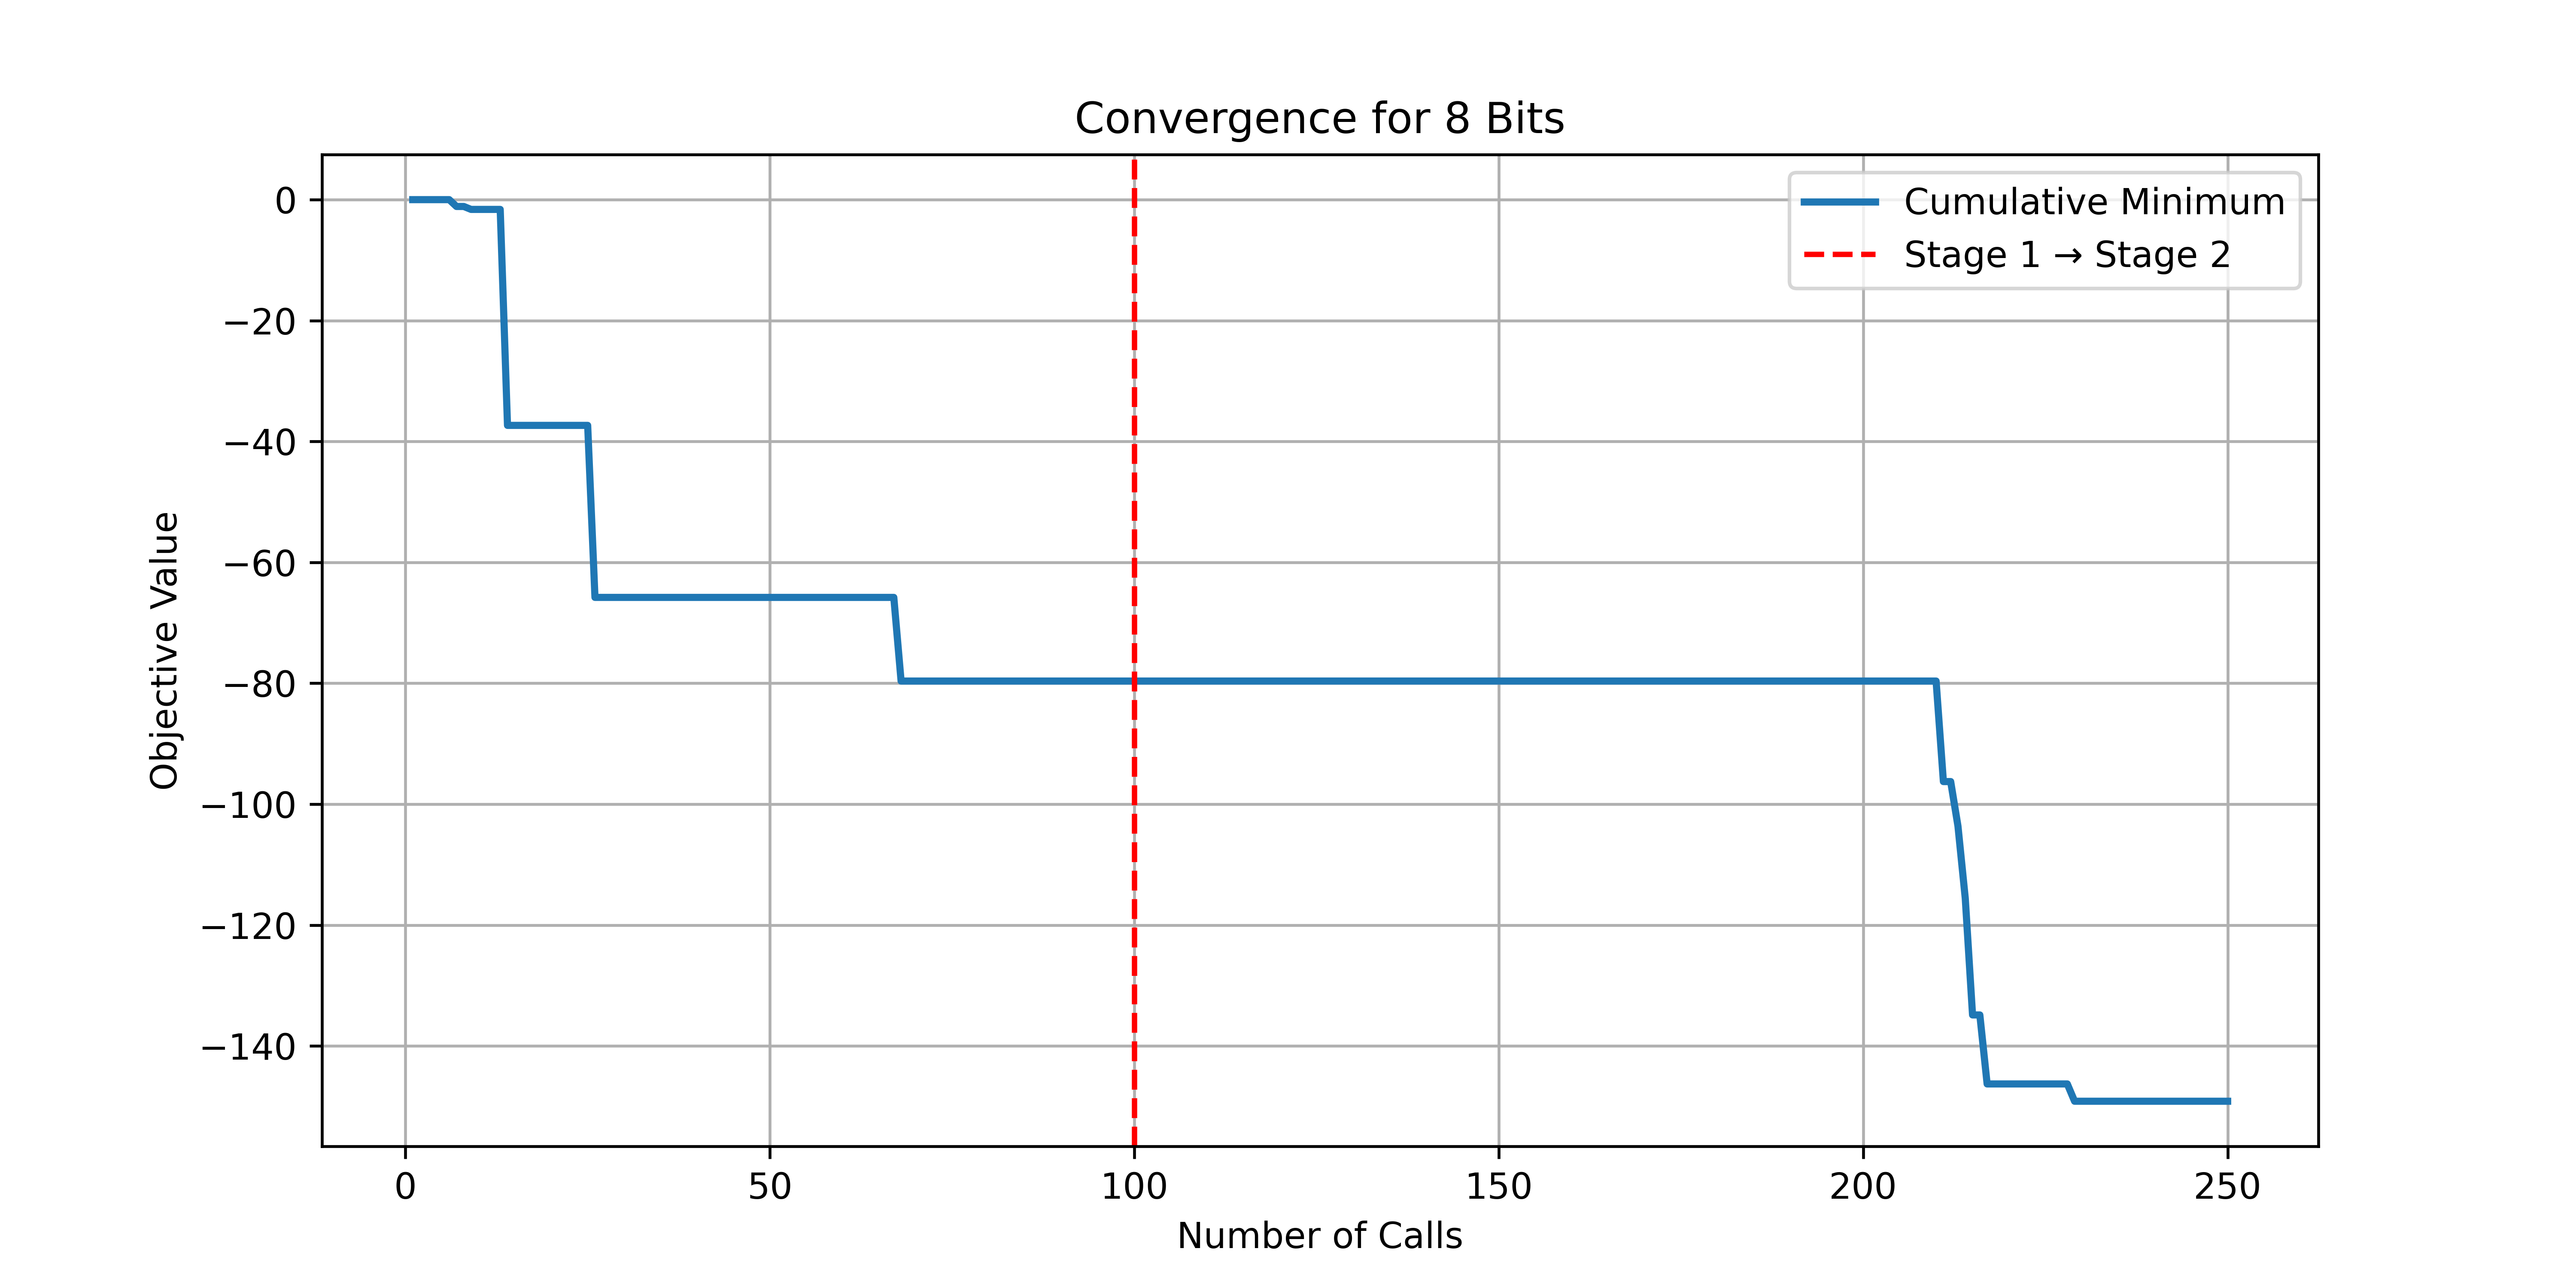 Convergence for 8 Bits
Cumulative Minimum
Stage 1 → Stage 2
Objective Value
0
−20
−40
−60
−80
−100
−120
−140
0 50 100 150 200 250
Number of Calls